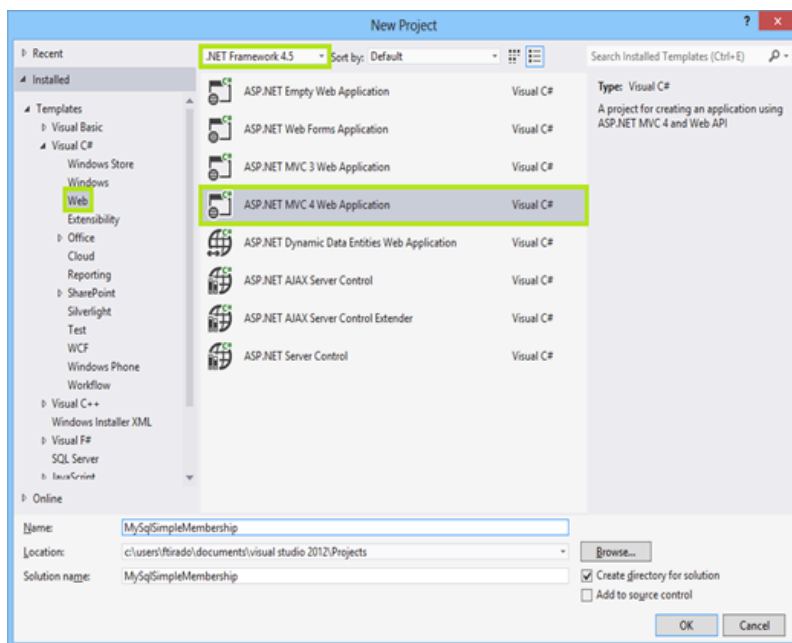 New Project
? x
Recent
.NET Framework 4.5 Sort by: Default
Search Installed Templates (Ctrl+E)
Installed
Templates
Visual Basic
Visual C#
Windows Store
Windows
Web
Extensibility
Office
Cloud
Reporting
SharePoint
Silverlight
Test
WCF
Windows Phone
Workflow
Visual C++
Windows Installer XML
Visual F#
SQL Server
JavaScript
Online
ASP.NET Empty Web Application Visual C#
ASP.NET Web Forms Application Visual C#
ASP.NET MVC 3 Web Application Visual C#
ASP.NET MVC 4 Web Application Visual C#
ASP.NET Dynamic Data Entities Web Application Visual C#
ASP.NET AJAX Server Control Visual C#
ASP.NET AJAX Server Control Extender Visual C#
ASP.NET Server Control Visual C#
Type: Visual C#
A project for creating an application using
ASP.NET MVC 4 and Web API
Name: MySqlSimpleMembership
Location: c:\users\ftirado\documents\visual studio 2012\Projects
Browse...
Solution name: MySqlSimpleMembership
Create directory for solution
Add to source control
OK Cancel